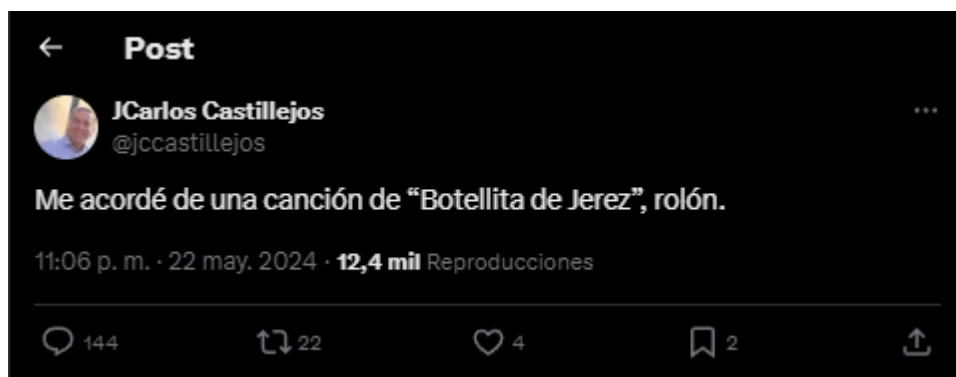 Post
JCarlos Castillejos
@jccastillejos
Me acordé de una canción de “Botellita de Jerez”, rolón.
11:06 p. m. · 22 may. 2024 · 12,4 mil Reproducciones
144 22 4 2